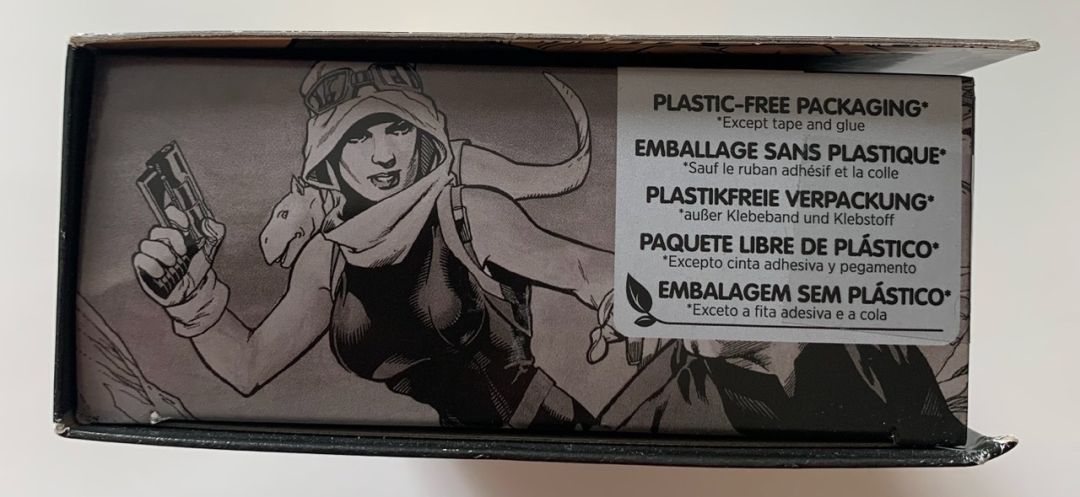 PLASTIC-FREE PACKAGING*
*Except tape and glue
EMBALLAGE SANS PLASTIQUE*
*Sauf le ruban adhésif et la colle
PLASTIKFREIE VERPACKUNG*
*außer Klebeband und Klebstoff
PAQUETE LIBRE DE PLÁSTICO*
*Excepto cinta adhesiva y pegamento
EMBALAGEM SEM PLÁSTICO*
*Exceto a fita adesiva e a cola